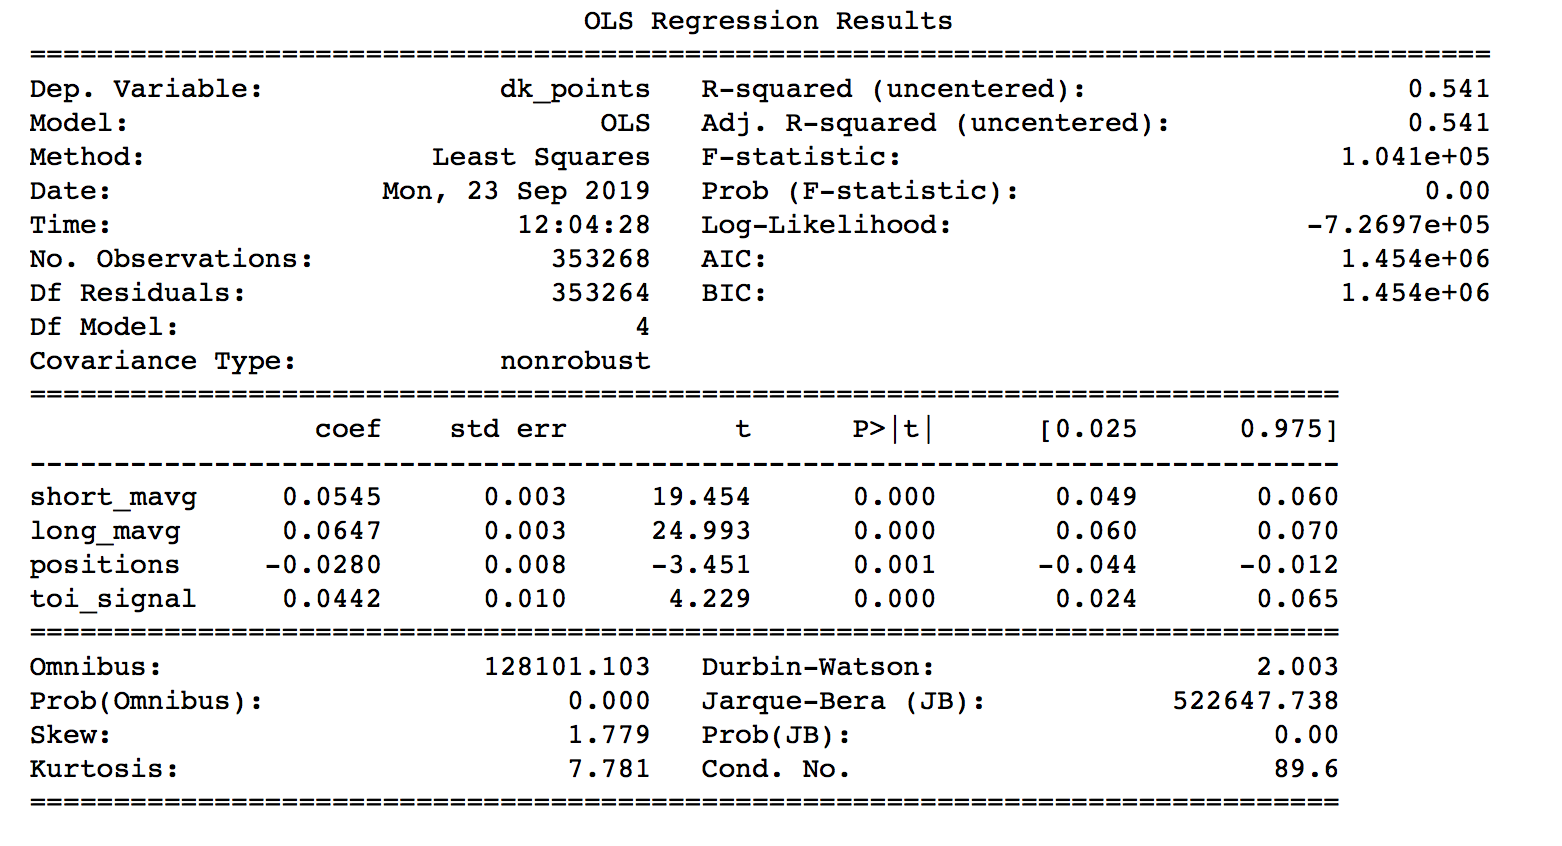 OLS Regression Results
==============================================================================
Dep. Variable: dk_points R-squared (uncentered): 0.541
Model: OLS Adj. R-squared (uncentered): 0.541
Method: Least Squares F-statistic: 1.041e+05
Date: Mon, 23 Sep 2019 Prob (F-statistic): 0.00
Time: 12:04:28 Log-Likelihood: -7.2697e+05
No. Observations: 353268 AIC: 1.454e+06
Df Residuals: 353264 BIC: 1.454e+06
Df Model: 4
Covariance Type: nonrobust
==============================================================================
coef std err t P>|t| [0.025 0.975]
------------------------------------------------------------------------------
short_mavg 0.0545 0.003 19.454 0.000 0.049 0.060
long_mavg 0.0647 0.003 24.993 0.000 0.060 0.070
positions -0.0280 0.008 -3.451 0.001 -0.044 -0.012
toi_signal 0.0442 0.010 4.229 0.000 0.024 0.065
==============================================================================
Omnibus: 128101.103 Durbin-Watson: 2.003
Prob(Omnibus): 0.000 Jarque-Bera (JB): 522647.738
Skew: 1.779 Prob(JB): 0.00
Kurtosis: 7.781 Cond. No. 89.6
==============================================================================